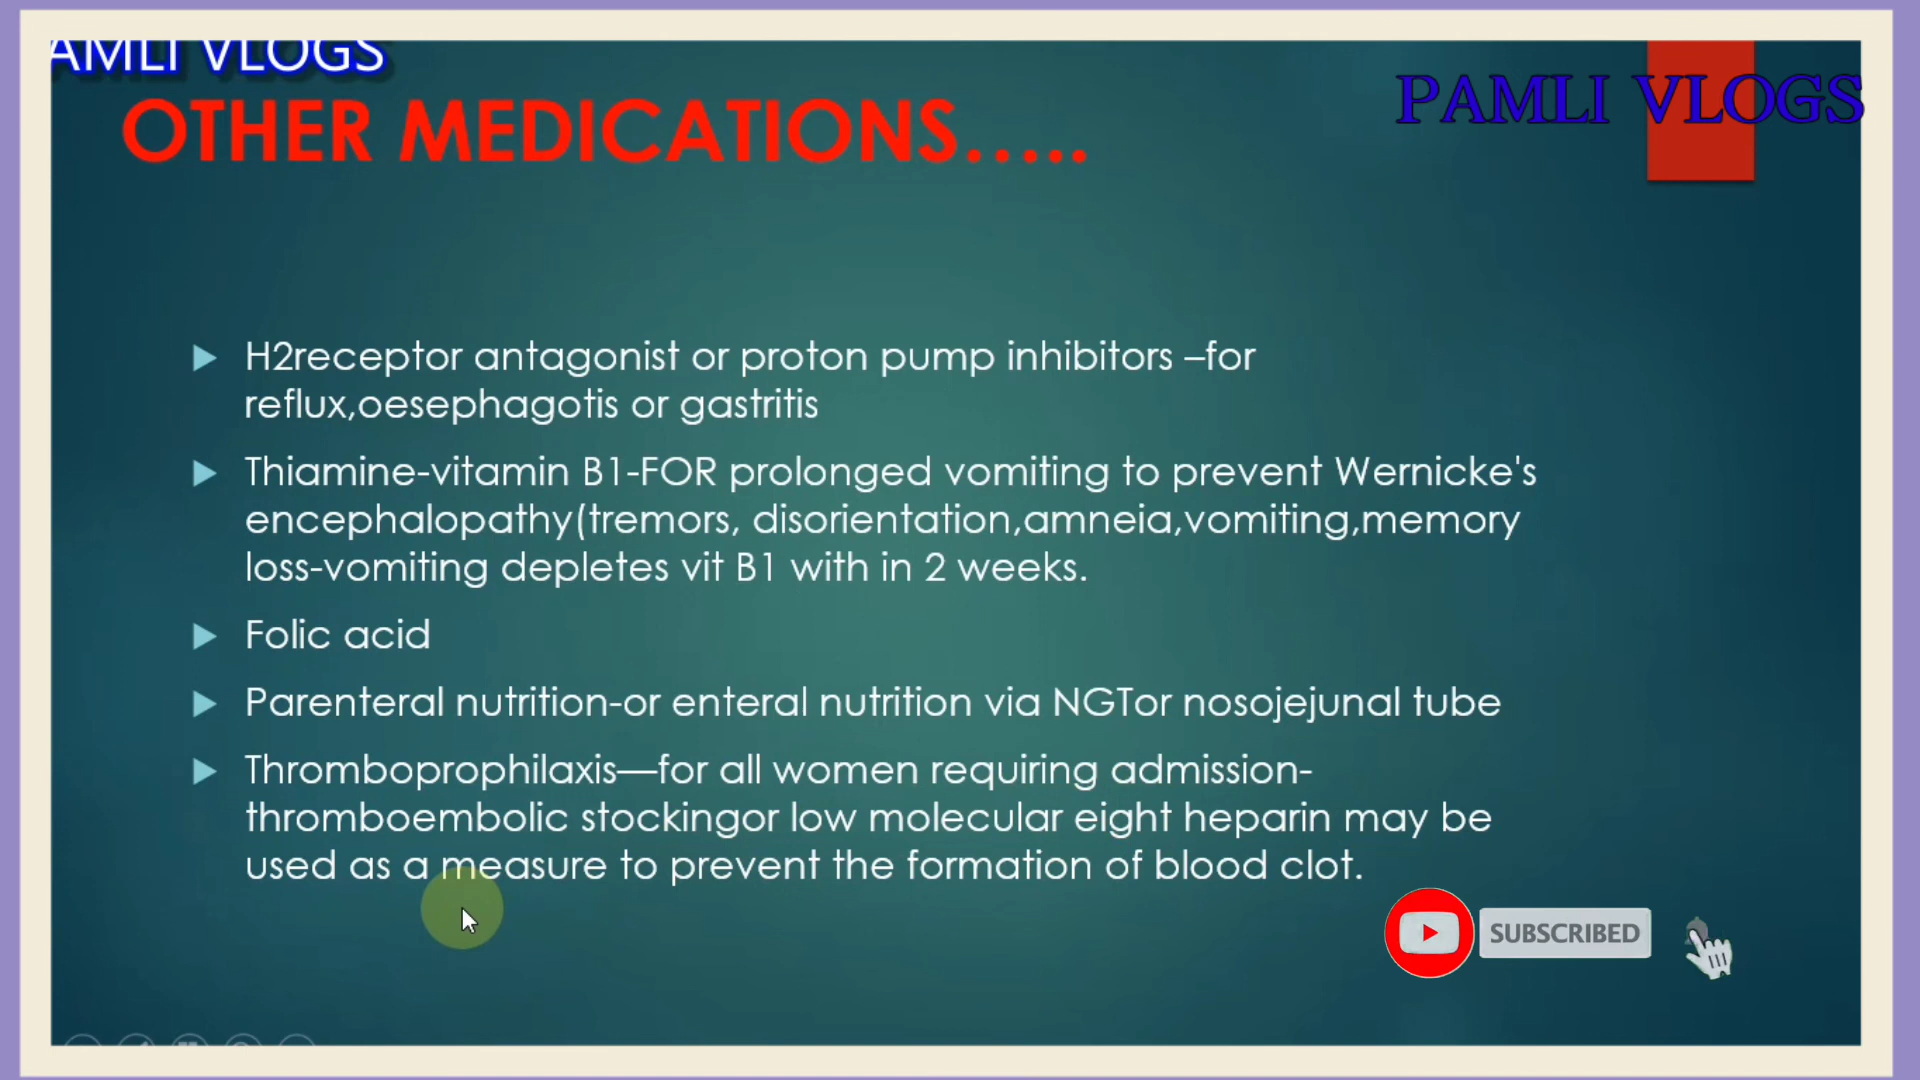 AMLI VLOGS
PAMLI VLOGS
OTHER MEDICATIONS.....
H2receptor antagonist or proton pump inhibitors –for
reflux,oesephagotis or gastritis
Thiamine-vitamin B1-FOR prolonged vomiting to prevent Wernicke's
encephalopathy(tremors, disorientation,amneia,vomiting,memory
loss-vomiting depletes vit B1 with in 2 weeks.
Folic acid
Parenteral nutrition-or enteral nutrition via NGTor nosojejunal tube
Thromboprophilaxis—for all women requiring admission-
thromboembolic stockingor low molecular eight heparin may be
used as a measure to prevent the formation of blood clot.
SUBSCRIBED